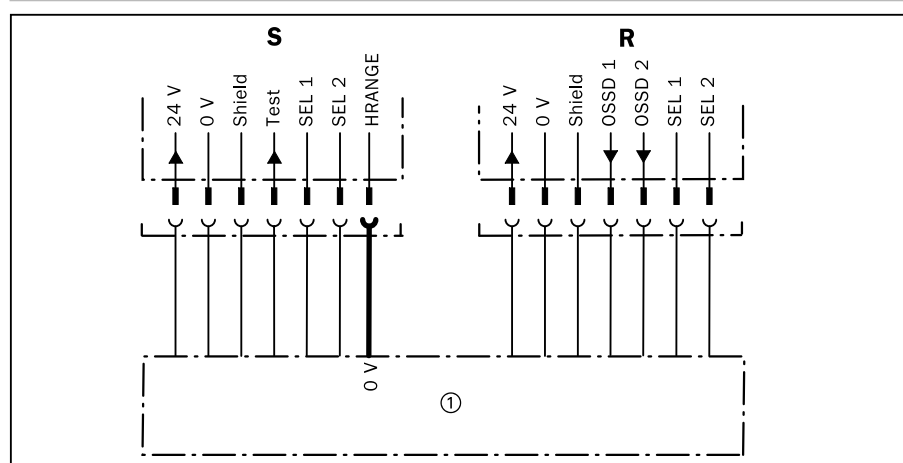 S
R
24 V
0 V
Shield
Test
SEL 1
SEL 2
HRANGE
24 V
0 V
Shield
OSSD 1
OSSD 2
SEL 1
SEL 2
0 V
①